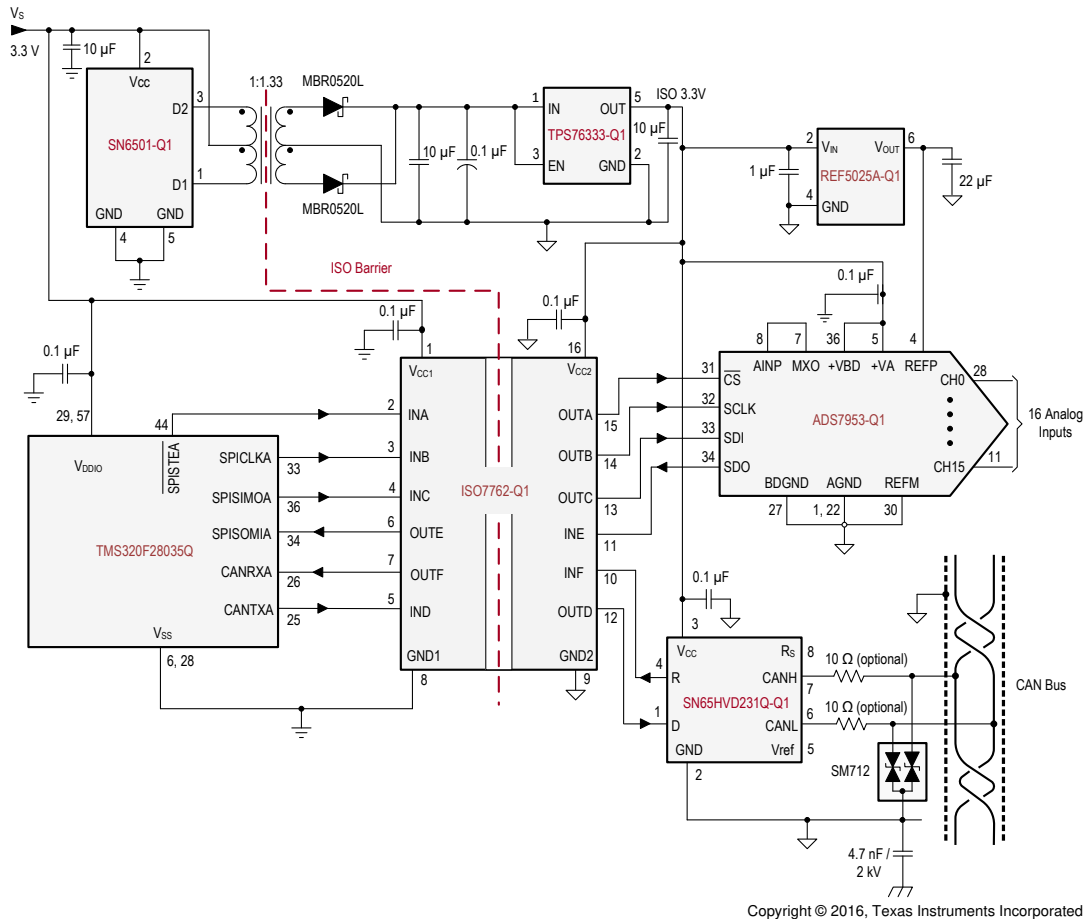 VS
3.3 V
10 µF
2
Vcc
D2
3
SN6501-Q1
D1
1
GND
GND
4
5
1:1.33
MBR0520L
MBR0520L
10 µF
0.1 µF
1
IN
OUT
5
TPS76333-Q1
3
EN
GND
2
ISO 3.3V
10 µF
2
VIN
VOUT
6
REF5025A-Q1
1 µF
4
GND
22 µF
ISO Barrier
0.1 µF
29, 57
VDDIO
44
SPISTEA
SPICLKA
33
SPISIMOA
36
SPISOMIA
34
TMS320F28035Q
CANRXA
26
CANTXA
25
VSS
6, 28
0.1 µF
1
VCC1
2
INA
3
INB
4
INC
6
OUTE
7
OUTF
5
IND
GND1
8
ISO7762-Q1
0.1 µF
16
VCC2
OUTA
15
OUTB
14
OUTC
13
INE
11
INF
10
OUTD
12
GND2
9
0.1 µF
8
7
36
5
4
AINP
MXO
+VBD
+VA
REFP
31
CS
32
SCLK
33
SDI
34
SDO
ADS7953-Q1
CH0
28
CH15
11
16 Analog
Inputs
BDGND
AGND
REFM
27
1, 22
30
0.1 µF
3
VCC
RS
8
4
R
CANH
7
SN65HVD231Q-Q1
1
D
CANL
6
GND
Vref
5
2
10 Ω (optional)
10 Ω (optional)
SM712
CAN Bus
4.7 nF /
2 kV
Copyright © 2016, Texas Instruments Incorporated